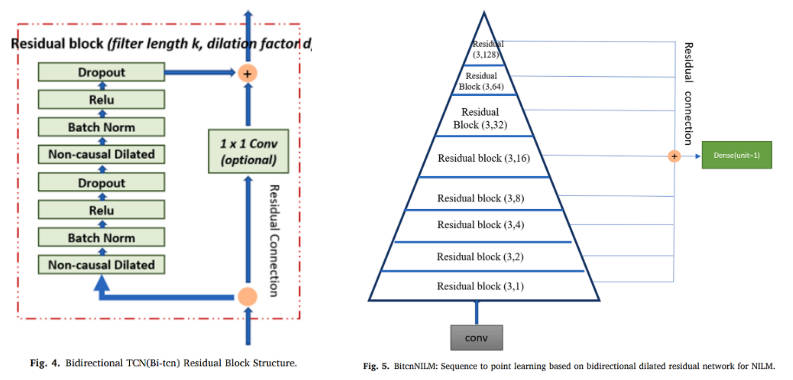 Residual block (filter length k, dilation factor d,
Dropout
Relu
Batch Norm
Non-causal Dilated
Dropout
Relu
Batch Norm
Non-causal Dilated
+
1 x 1 Conv
(optional)
Residual Connection
Fig. 4. Bidirectional TCN(Bi-tcn) Residual Block Structure.
Residual
(3,128)
Residual
Block (3,64)
Residual
Block (3,32)
Residual block (3,16)
Residual block (3,8)
Residual block (3,4)
Residual block (3,2)
Residual block (3,1)
conv
Residual connection
+
Dense(unit=1)
Fig. 5. BitcnNILM: Sequence to point learning based on bidirectional dilated residual network for NILM.